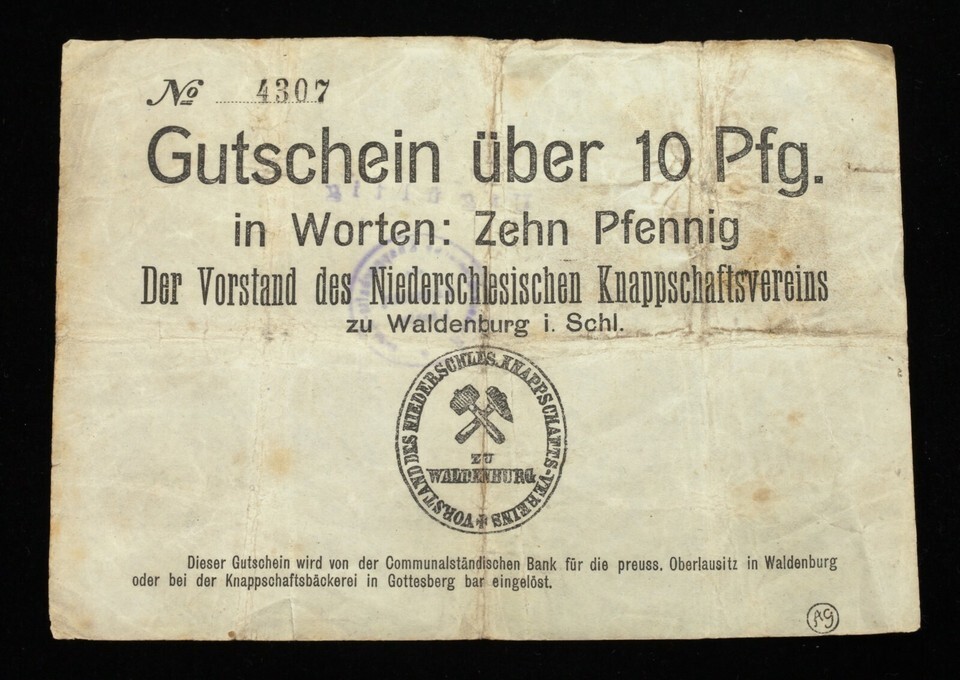 No 4307
Gutschein über 10 Pfg.
in Worten: Zehn Pfennig
Der Vorstand des Niederschlesischen Knappschaftsvereins
zu Waldenburg i. Schl.
VORSTAND DES NIEDERSCHLES. KNAPPSCHAFTS-VEREINS
ZU
WALDENBURG
Dieser Gutschein wird von der Communalständischen Bank für die preuss. Oberlausitz in Waldenburg
oder bei der Knappschaftsbäckerei in Gottesberg bar eingelöst.
AG